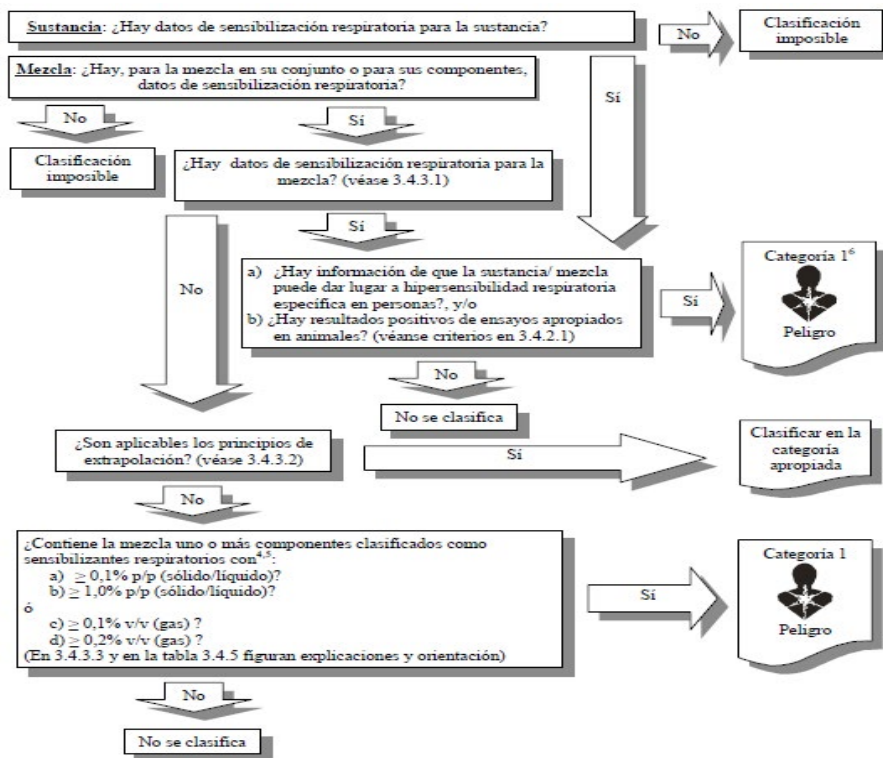 Sustancia: ¿Hay datos de sensibilización respiratoria para la sustancia?
No
Clasificación
imposible
Mezcla: ¿Hay, para la mezcla en su conjunto o para sus componentes,
datos de sensibilización respiratoria?
Sí
No
Sí
Clasificación
imposible
¿Hay datos de sensibilización respiratoria para la
mezcla? (véase 3.4.3.1)
Sí
No
a) ¿Hay información de que la sustancia/ mezcla
puede dar lugar a hipersensibilidad respiratoria
específica en personas?, y/o
b) ¿Hay resultados positivos de ensayos apropiados
en animales? (véanse criterios en 3.4.2.1)
Sí
Categoría 1⁶
Peligro
No
No se clasifica
¿Son aplicables los principios de
extrapolación? (véase 3.4.3.2)
Sí
Clasificar en la
categoría
apropiada
No
¿Contiene la mezcla uno o más componentes clasificados como
sensibilizantes respiratorios con⁴,⁵:
a) ≥ 0,1% p/p (sólido/líquido)?
b) ≥ 1,0% p/p (sólido/líquido)?
ó
c) ≥ 0,1% v/v (gas) ?
d) ≥ 0,2% v/v (gas) ?
(En 3.4.3.3 y en la tabla 3.4.5 figuran explicaciones y orientación)
Sí
Categoría 1
Peligro
No
No se clasifica